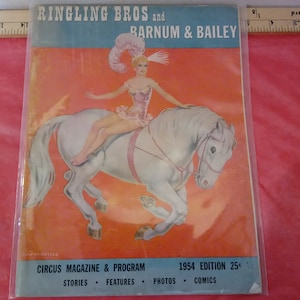 RINGLING BROS and
BARNUM & BAILEY
CIRCUS MAGAZINE & PROGRAM 1954 EDITION 25¢
STORIES • FEATURES • PHOTOS • COMICS